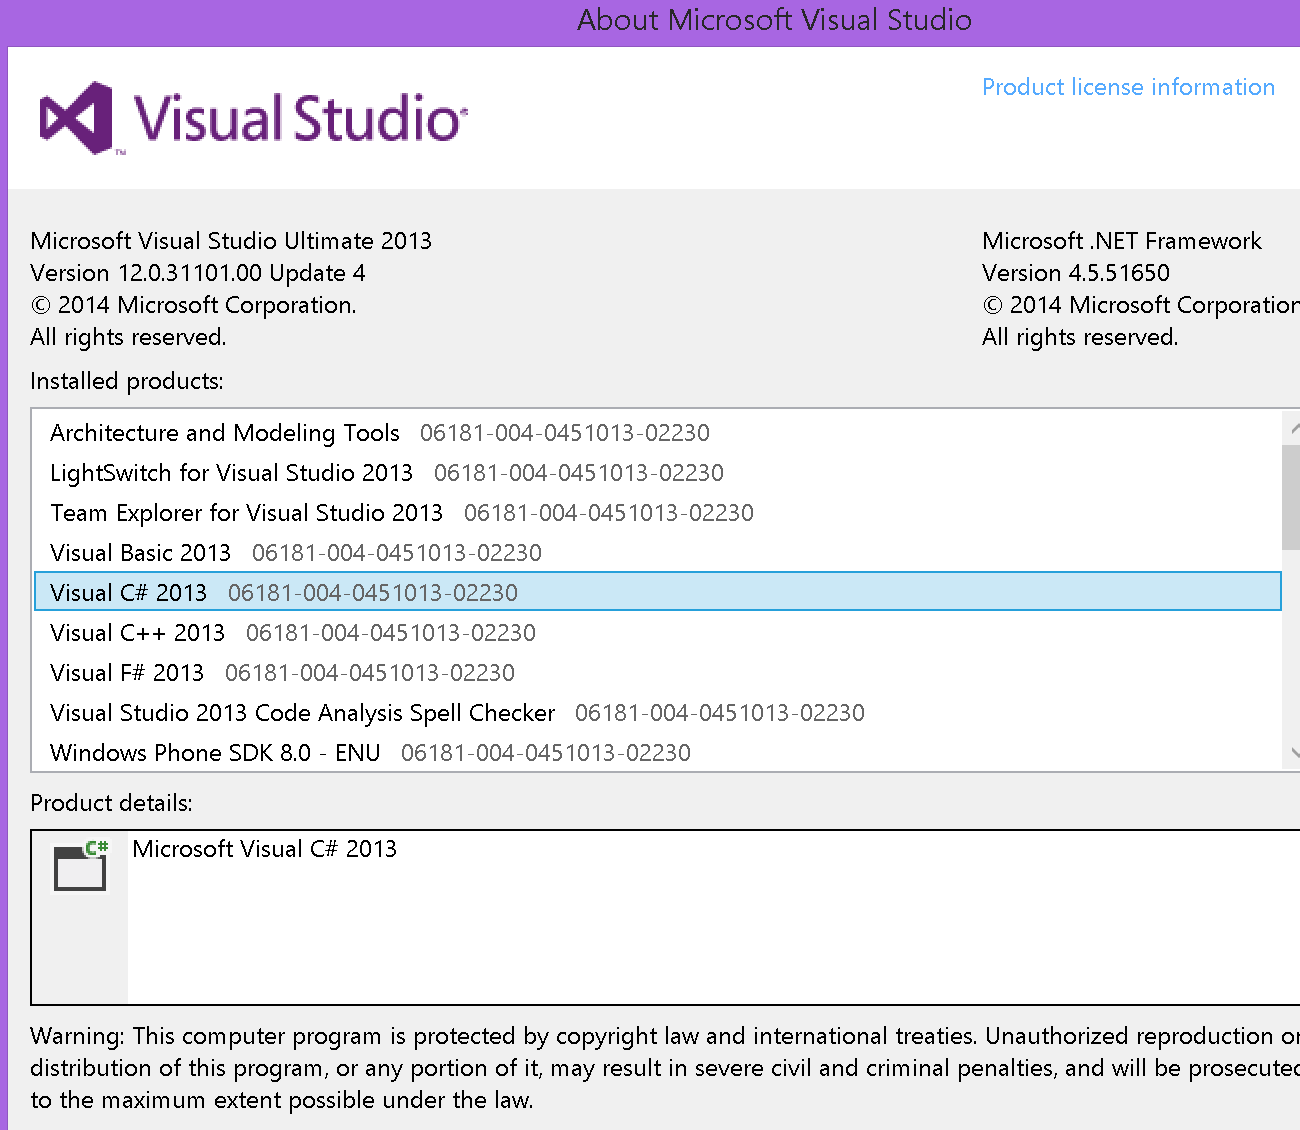 About Microsoft Visual Studio
Visual Studio
Product license information
Microsoft Visual Studio Ultimate 2013
Version 12.0.31101.00 Update 4
© 2014 Microsoft Corporation.
All rights reserved.
Microsoft .NET Framework
Version 4.5.51650
© 2014 Microsoft Corporation
All rights reserved.
Installed products:
Architecture and Modeling Tools 06181-004-0451013-02230
LightSwitch for Visual Studio 2013 06181-004-0451013-02230
Team Explorer for Visual Studio 2013 06181-004-0451013-02230
Visual Basic 2013 06181-004-0451013-02230
Visual C# 2013 06181-004-0451013-02230
Visual C++ 2013 06181-004-0451013-02230
Visual F# 2013 06181-004-0451013-02230
Visual Studio 2013 Code Analysis Spell Checker 06181-004-0451013-02230
Windows Phone SDK 8.0 - ENU 06181-004-0451013-02230
Product details:
C#
Microsoft Visual C# 2013
Warning: This computer program is protected by copyright law and international treaties. Unauthorized reproduction or
distribution of this program, or any portion of it, may result in severe civil and criminal penalties, and will be prosecuted
to the maximum extent possible under the law.